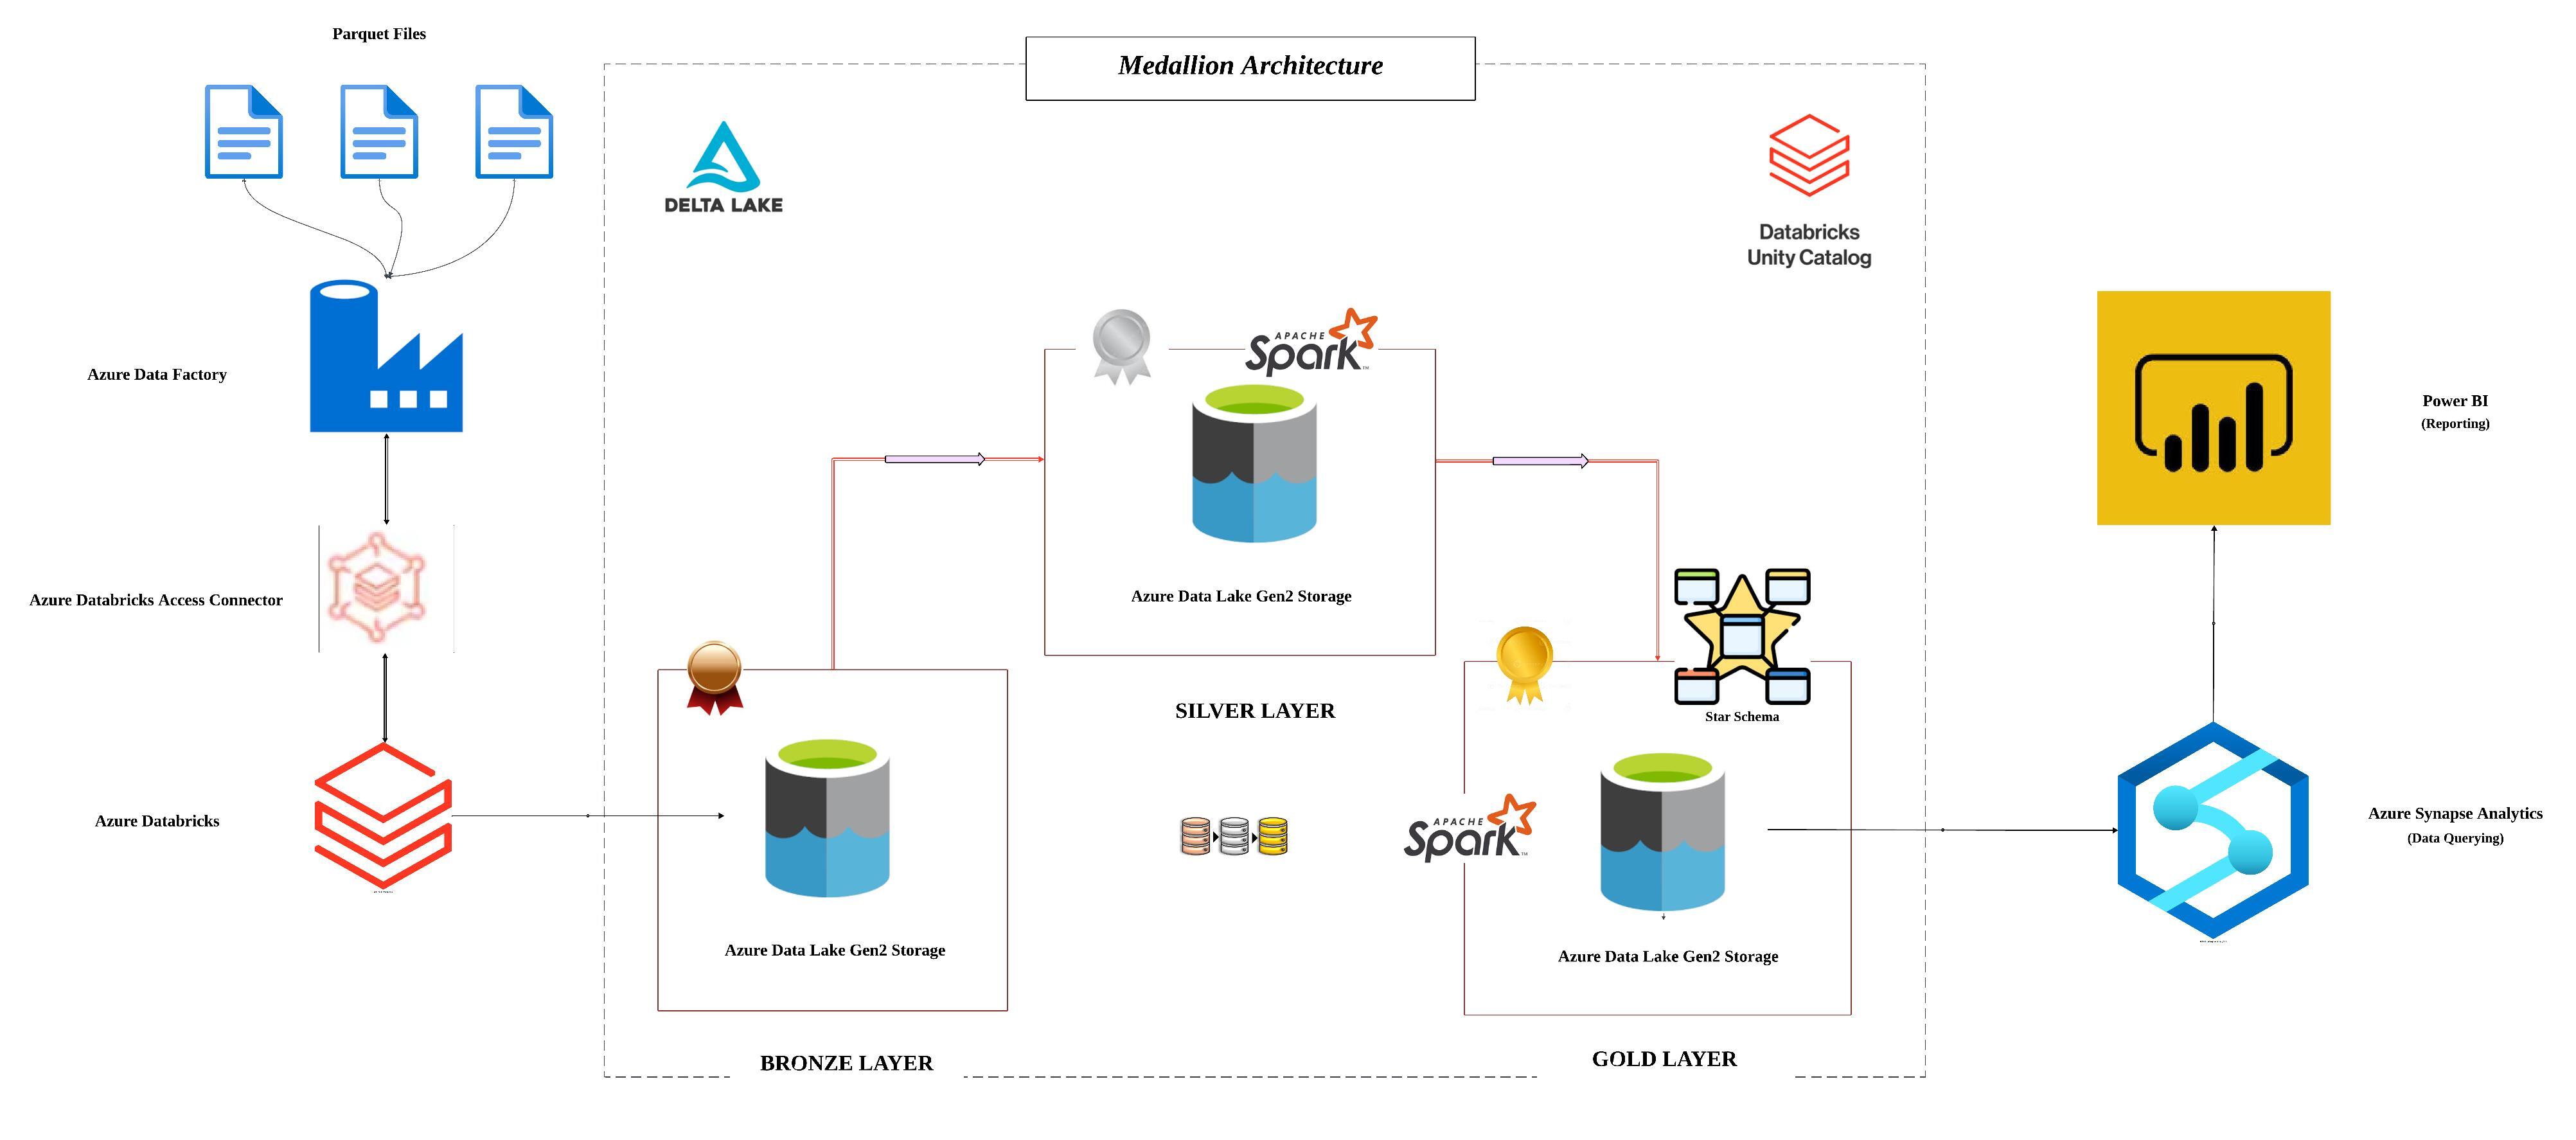 Parquet Files
Medallion Architecture
DELTA LAKE
Databricks
Unity Catalog
APACHE
Spark™
Azure Data Factory
Power BI
(Reporting)
Azure Databricks Access Connector
Azure Data Lake Gen2 Storage
SILVER LAYER
Star Schema
Azure Databricks
APACHE
Spark™
Azure Synapse Analytics
(Data Querying)
Azure Data Lake Gen2 Storage
Azure Data Lake Gen2 Storage
BRONZE LAYER
GOLD LAYER